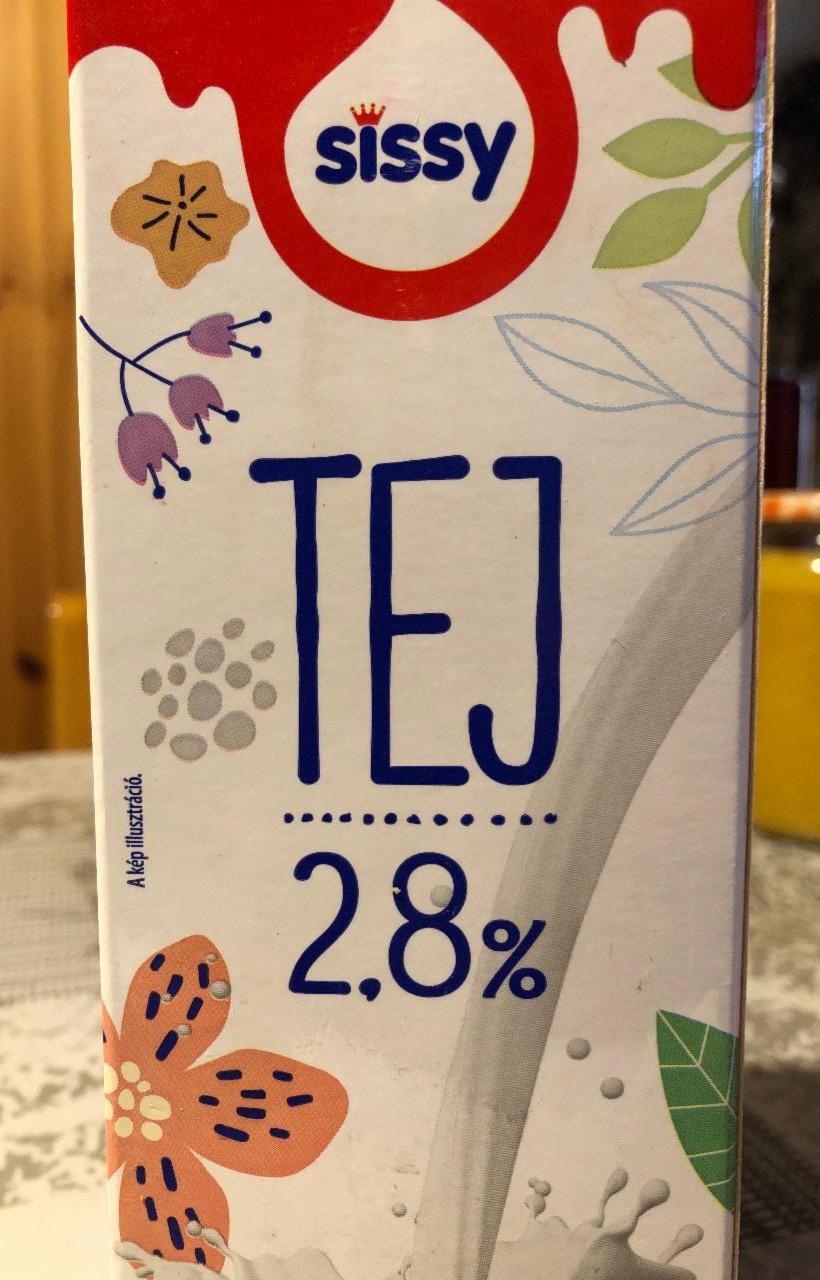 sissy
TEJ
2,8%
A kép illusztráció.